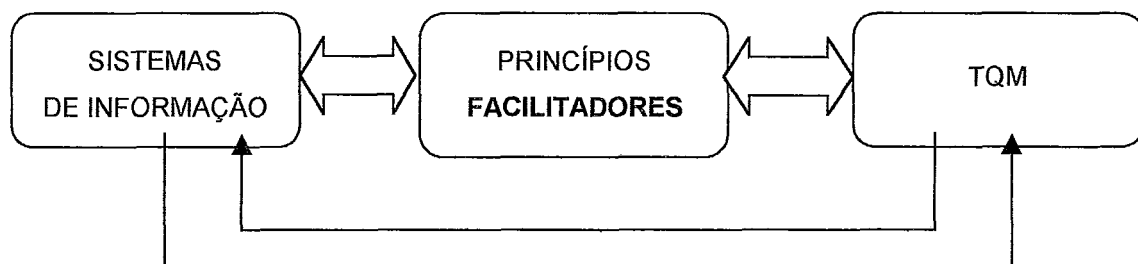 SISTEMAS
DE INFORMAÇÃO
PRINCÍPIOS
FACILITADORES
TQM